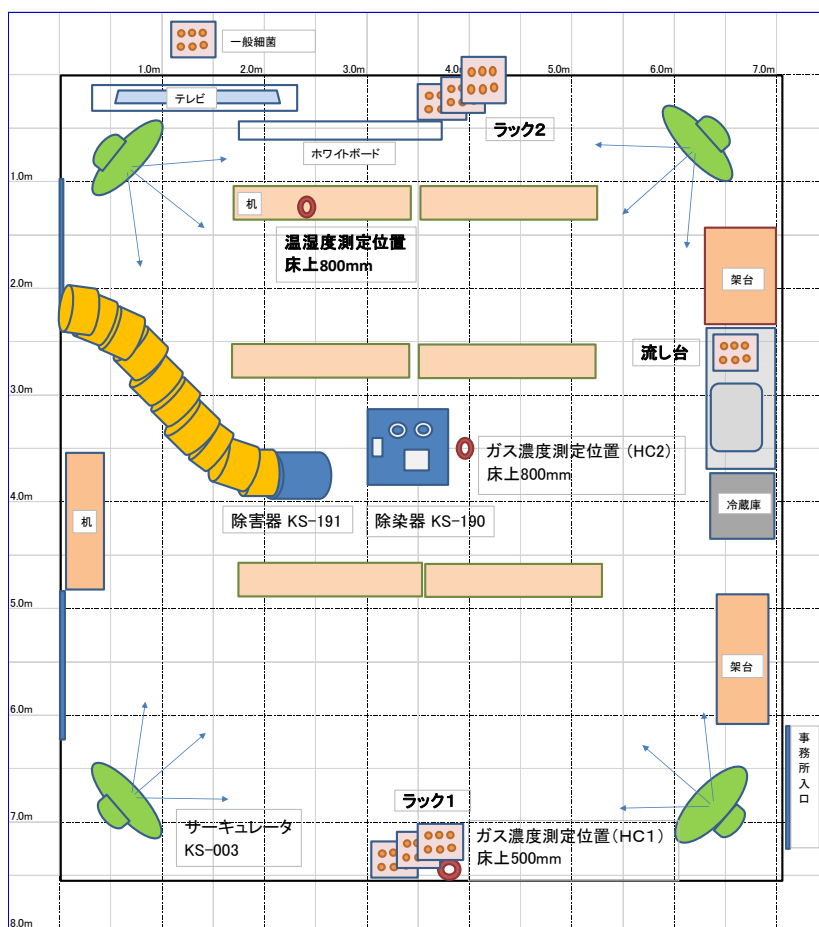 一般細菌
1.0m
2.0m
3.0m
4.0m
5.0m
6.0m
7.0m
テレビ
ラック2
ホワイトボード
1.0m
机
温湿度測定位置
床上800mm
架台
2.0m
流し台
3.0m
ガス濃度測定位置（HC2）
床上800mm
4.0m
冷蔵庫
除害器 KS-191
除染器 KS-190
机
5.0m
架台
6.0m
事務所入口
ラック1
7.0m
サーキュレータ
KS-003
ガス濃度測定位置（HC1）
床上500mm
8.0m